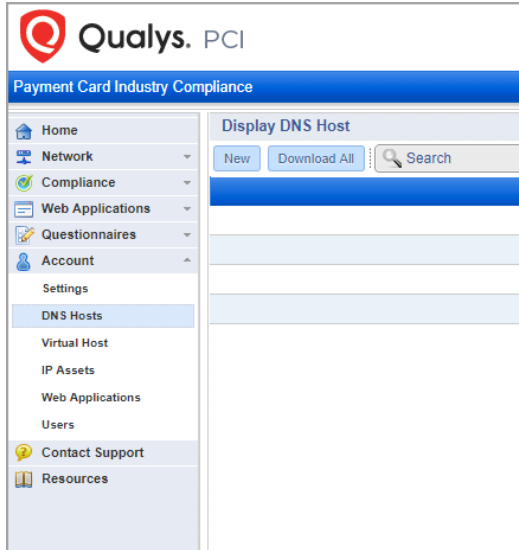 Qualys. PCI
Payment Card Industry Compliance
Home
Network
Compliance
Web Applications
Questionnaires
Account
Settings
DNS Hosts
Virtual Host
IP Assets
Web Applications
Users
Contact Support
Resources
Display DNS Host
New Download All Search